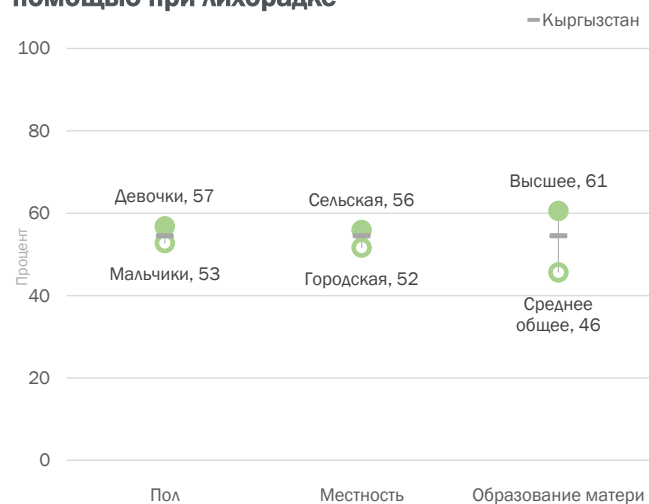 помощью при лихорадке
Кыргызстан
100
80
60
40
20
0
Процент
Девочки, 57
Мальчики, 53
Сельская, 56
Городская, 52
Высшее, 61
Среднее
общее, 46
Пол
Местность
Образование матери